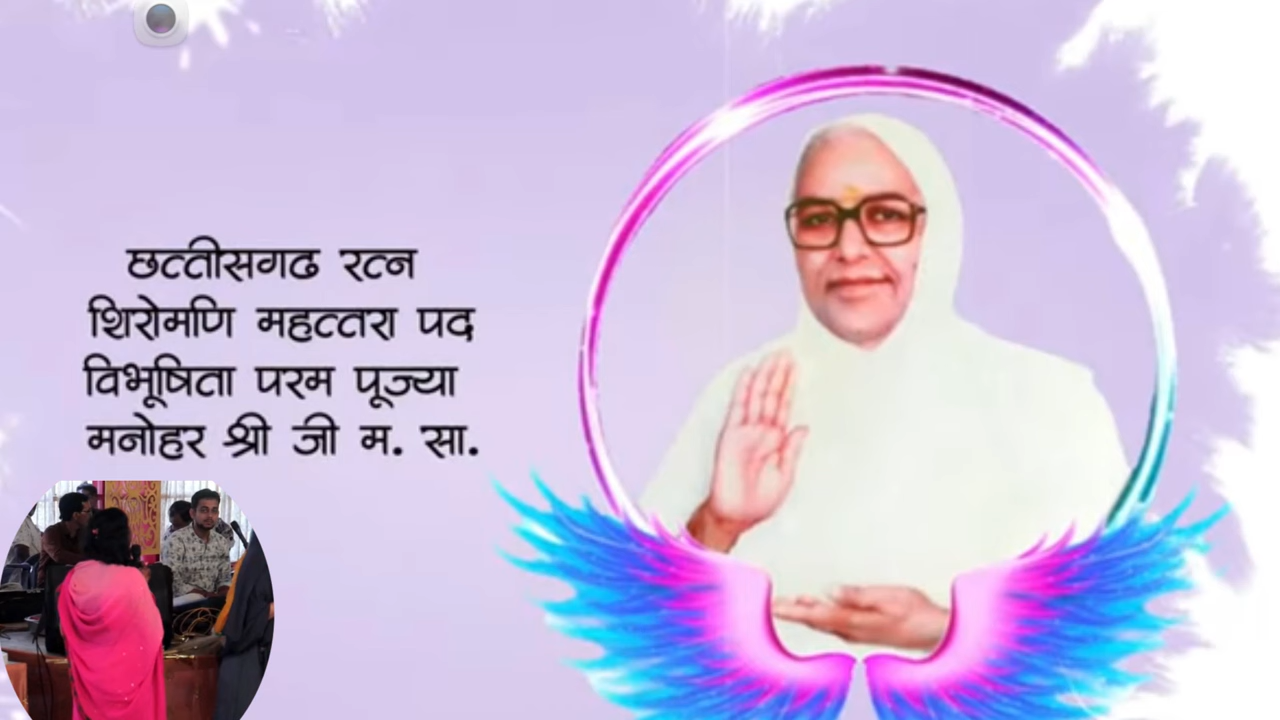 छत्तीसगढ रत्न
शिरोमणि महत्तरा पद
विभूषिता परम पूज्या
मनोहर श्री जी म. सा.